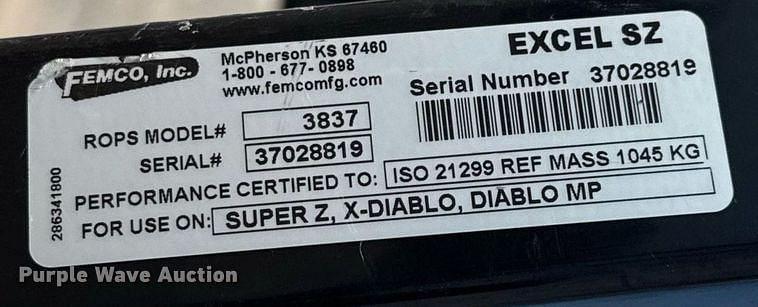 FEMCO, Inc.
McPherson KS 67460
1-800 - 677- 0898
www.femcomfg.com
EXCEL SZ
Serial Number 37028819
ROPS MODEL# 3837
SERIAL# 37028819
PERFORMANCE CERTIFIED TO: ISO 21299 REF MASS 1045 KG
FOR USE ON: SUPER Z, X-DIABLO, DIABLO MP
286341800
Purple Wave Auction